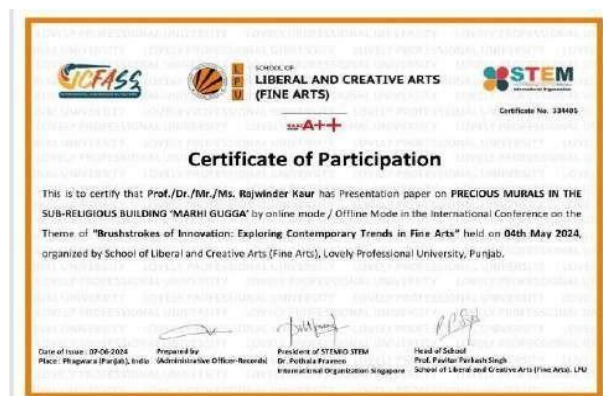 ICFASS
L
P
U
SCHOOL OF
LIBERAL AND CREATIVE ARTS
(FINE ARTS)
STEM
International Organization
Certificate No. 334405
A++
Certificate of Participation
This is to certify that Prof./Dr./Mr./Ms. Rajwinder Kaur has Presentation paper on PRECIOUS MURALS IN THE
SUB-RELIGIOUS BUILDING 'MARHI GUGGA' by online mode / Offline Mode in the International Conference on the
Theme of "Brushstrokes of Innovation: Exploring Contemporary Trends in Fine Arts" held on 04th May 2024,
organized by School of Liberal and Creative Arts (Fine Arts), Lovely Professional University, Punjab.
Date of Issue : 07-06-2024
Place : Phagwara (Punjab), India
Prepared by
(Administrative Officer-Records)
President of STEMRO STEM
Dr. Pothala Praveen
International Organization Singapore
Head of School
Prof. Pavitar Parkash Singh
School of Liberal and Creative Arts (Fine Arts), LPU